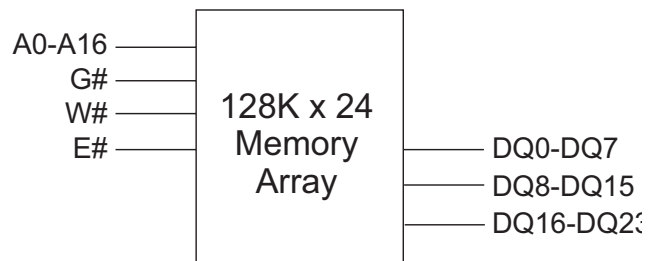 A0-A16
G#
W#
E#
128K x 24
Memory
Array
DQ0-DQ7
DQ8-DQ15
DQ16-DQ23